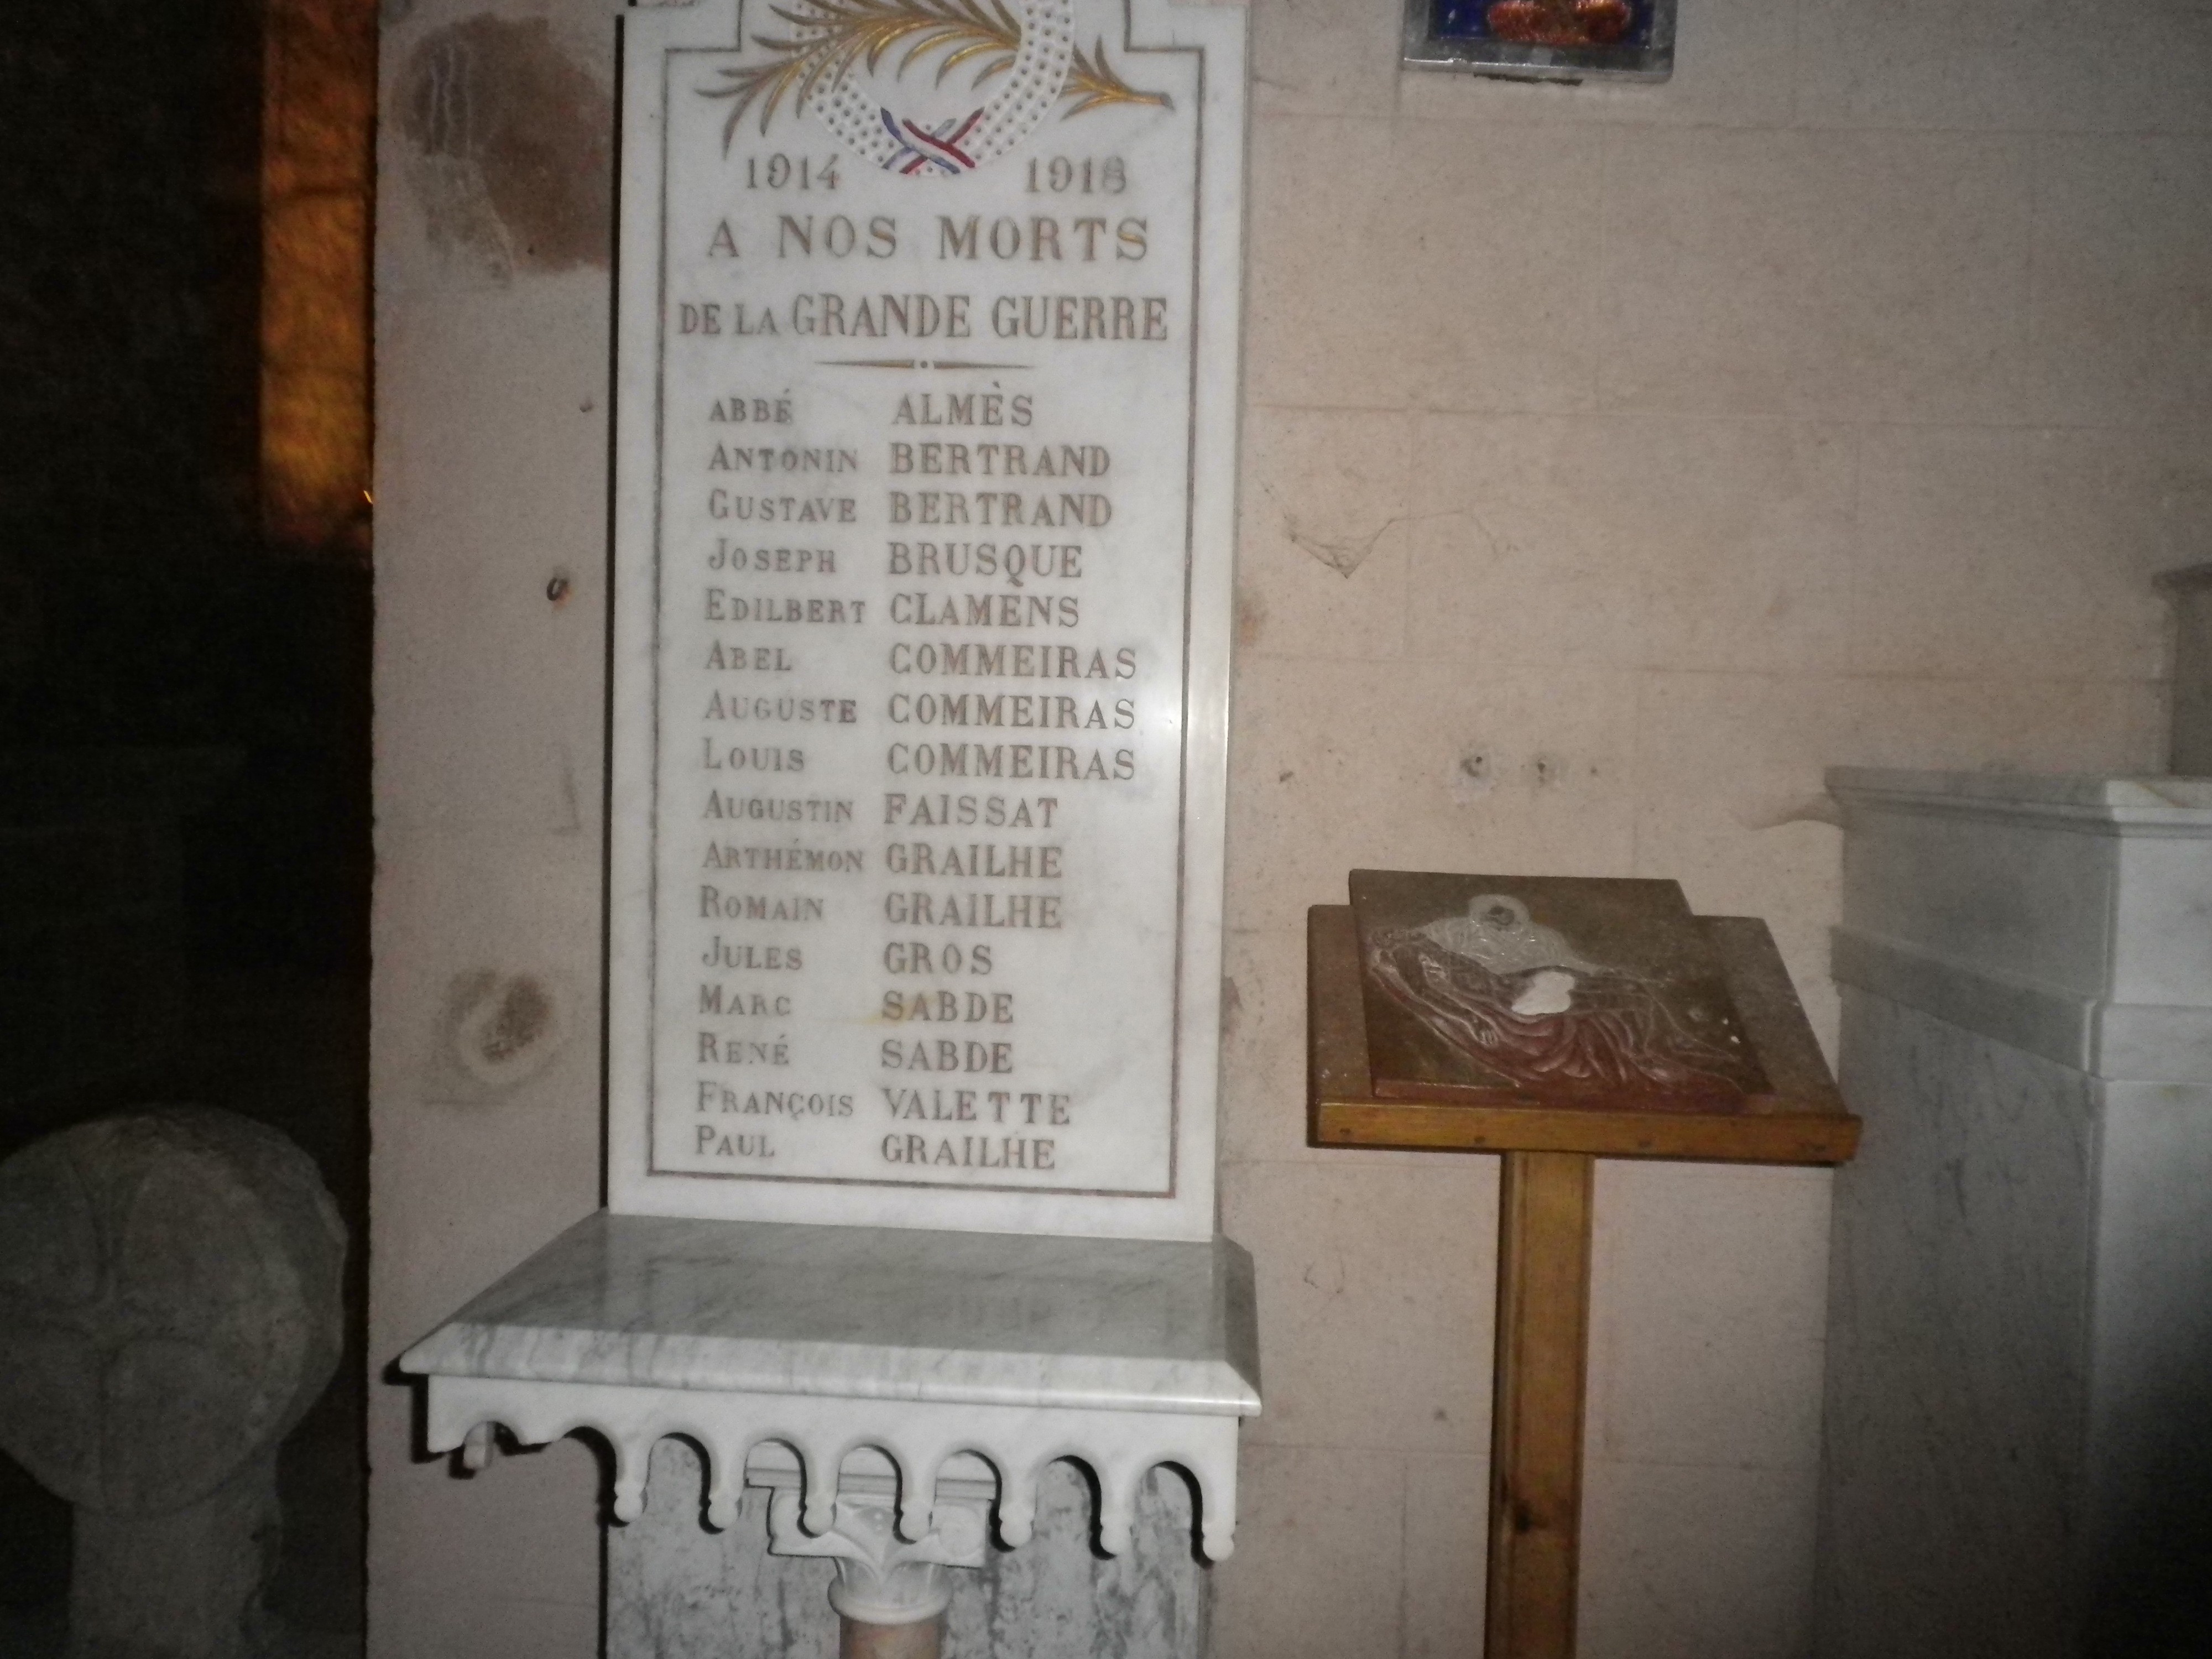 1914 1918
A NOS MORTS
DE LA GRANDE GUERRE
ABBÉ ALMÈS
ANTONIN BERTRAND
GUSTAVE BERTRAND
JOSEPH BRUSQUE
EDILBERT CLAMENS
ABEL COMMEIRAS
AUGUSTE COMMEIRAS
LOUIS COMMEIRAS
AUGUSTIN FAISSAT
ARTHÉMON GRAILHE
ROMAIN GRAILHE
JULES GROS
MARC SABDE
RENÉ SABDE
FRANÇOIS VALETTE
PAUL GRAILHE